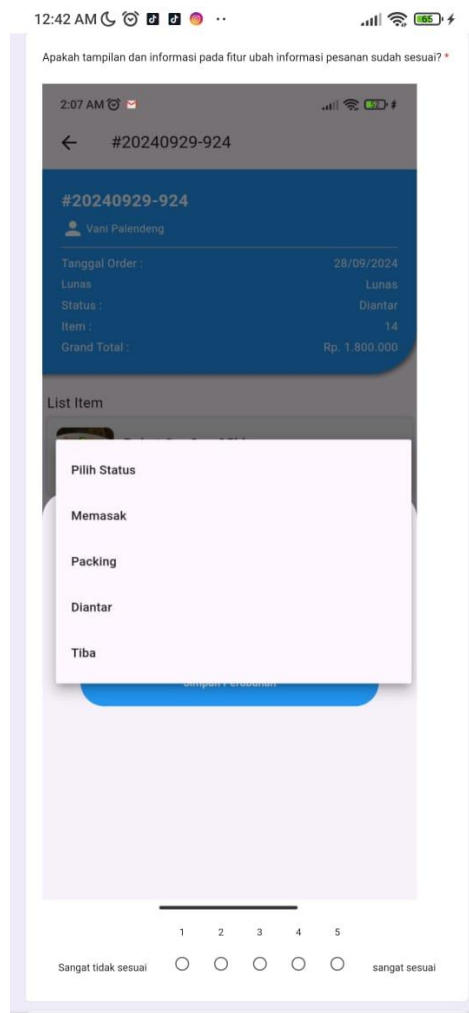 12:42 AM 65
Apakah tampilan dan informasi pada fitur ubah informasi pesanan sudah sesuai? *
2:07 AM
#20240929-924
#20240929-924
Vani Palendeng
Tanggal Order : 28/09/2024
Lunas Lunas
Status : Diantar
Item : 14
Grand Total : Rp. 1.800.000
List Item
Pilih Status
Memasak
Packing
Diantar
Tiba
Simpan Perubahan
1 2 3 4 5
Sangat tidak sesuai sangat sesuai